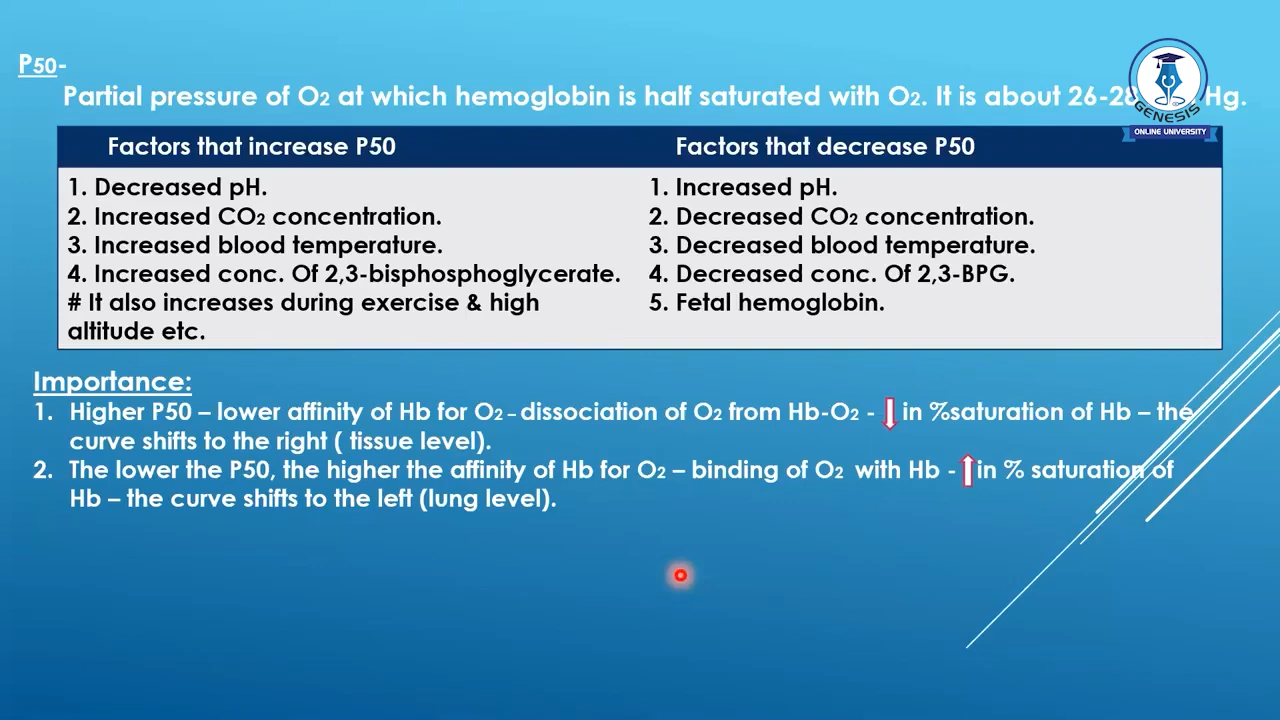 P50-
Partial pressure of O2 at which hemoglobin is half saturated with O2. It is about 26-28 Hg.
GENESIS
ONLINE UNIVERSITY
Factors that increase P50 Factors that decrease P50
1. Decreased pH. 1. Increased pH.
2. Increased CO2 concentration. 2. Decreased CO2 concentration.
3. Increased blood temperature. 3. Decreased blood temperature.
4. Increased conc. Of 2,3-bisphosphoglycerate. 4. Decreased conc. Of 2,3-BPG.
# It also increases during exercise & high 5. Fetal hemoglobin.
altitude etc.
Importance:
1. Higher P50 – lower affinity of Hb for O2 – dissociation of O2 from Hb-O2 - ↓ in %saturation of Hb – the
curve shifts to the right ( tissue level).
2. The lower the P50, the higher the affinity of Hb for O2 – binding of O2 with Hb - ↑ in % saturation of
Hb – the curve shifts to the left (lung level).